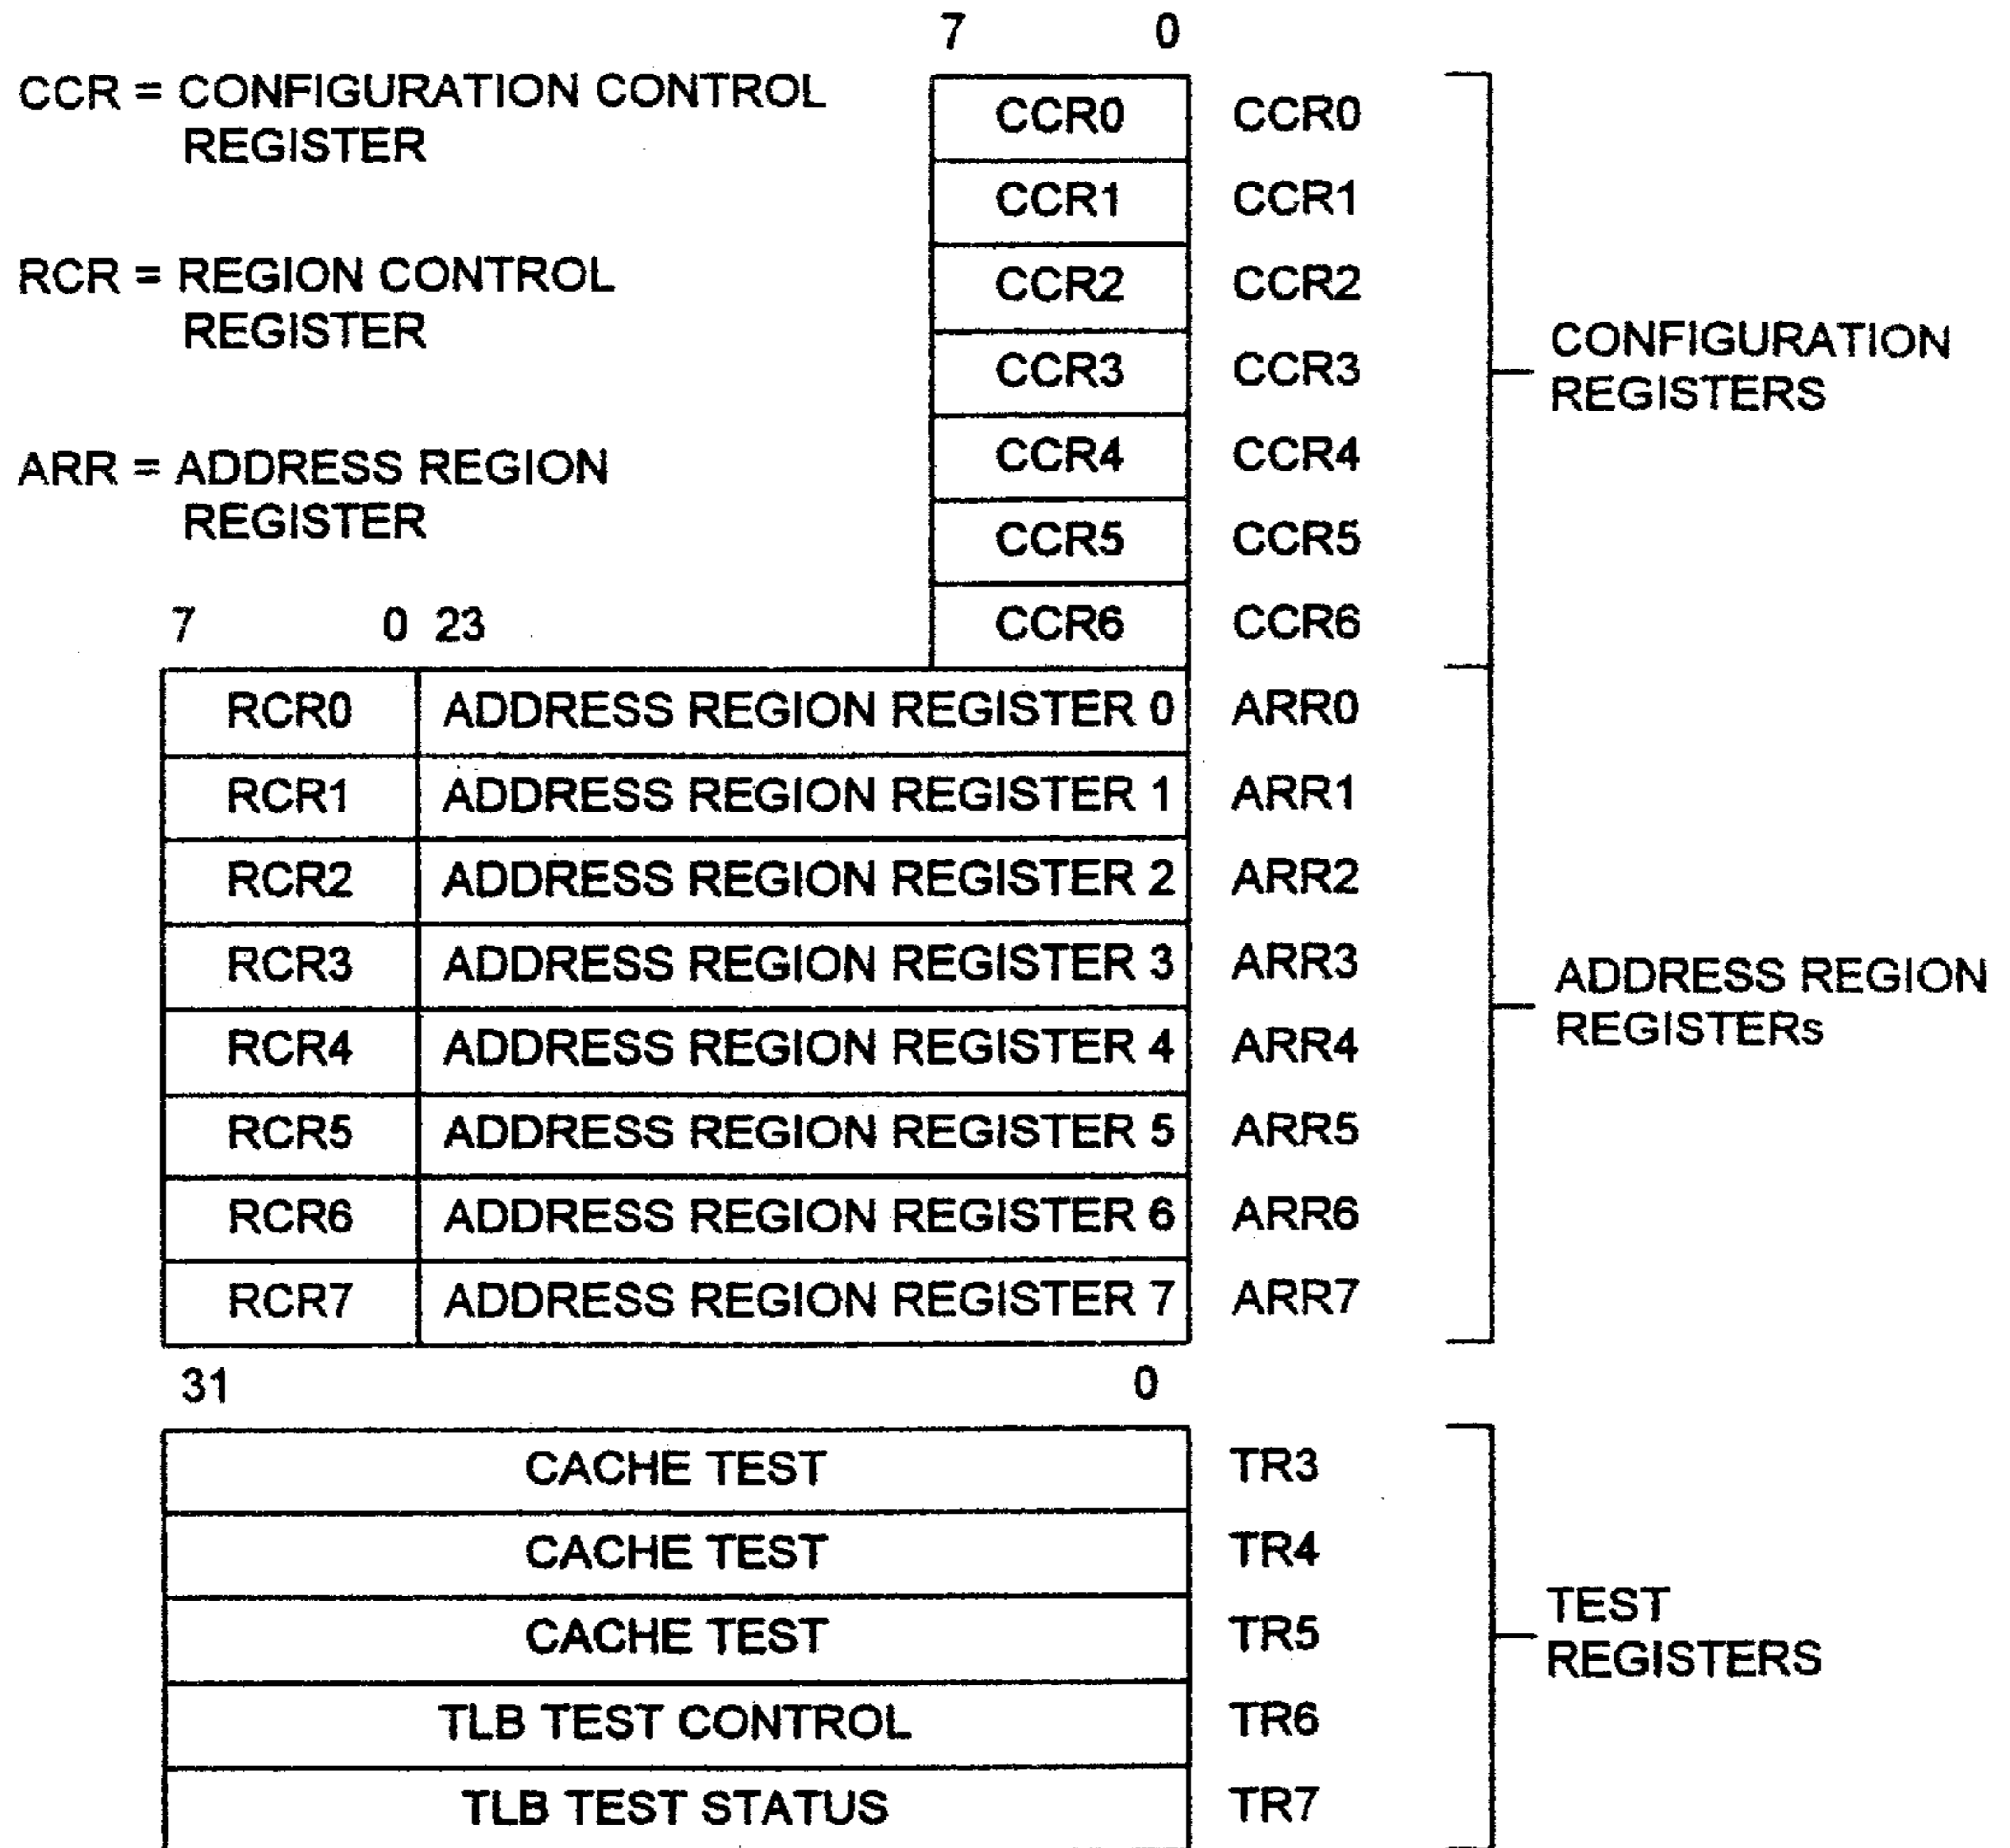 7 0
CCR = CONFIGURATION CONTROL
REGISTER
CCR0 CCR0
CCR1 CCR1
RCR = REGION CONTROL
REGISTER
CCR2 CCR2
CCR3 CCR3
CONFIGURATION
REGISTERS
ARR = ADDRESS REGION
REGISTER
CCR4 CCR4
CCR5 CCR5
7 0 23
CCR6 CCR6
RCR0 ADDRESS REGION REGISTER 0 ARR0
RCR1 ADDRESS REGION REGISTER 1 ARR1
RCR2 ADDRESS REGION REGISTER 2 ARR2
RCR3 ADDRESS REGION REGISTER 3 ARR3
ADDRESS REGION
REGISTERs
RCR4 ADDRESS REGION REGISTER 4 ARR4
RCR5 ADDRESS REGION REGISTER 5 ARR5
RCR6 ADDRESS REGION REGISTER 6 ARR6
RCR7 ADDRESS REGION REGISTER 7 ARR7
31 0
CACHE TEST TR3
CACHE TEST TR4
CACHE TEST TR5
TEST
REGISTERS
TLB TEST CONTROL TR6
TLB TEST STATUS TR7